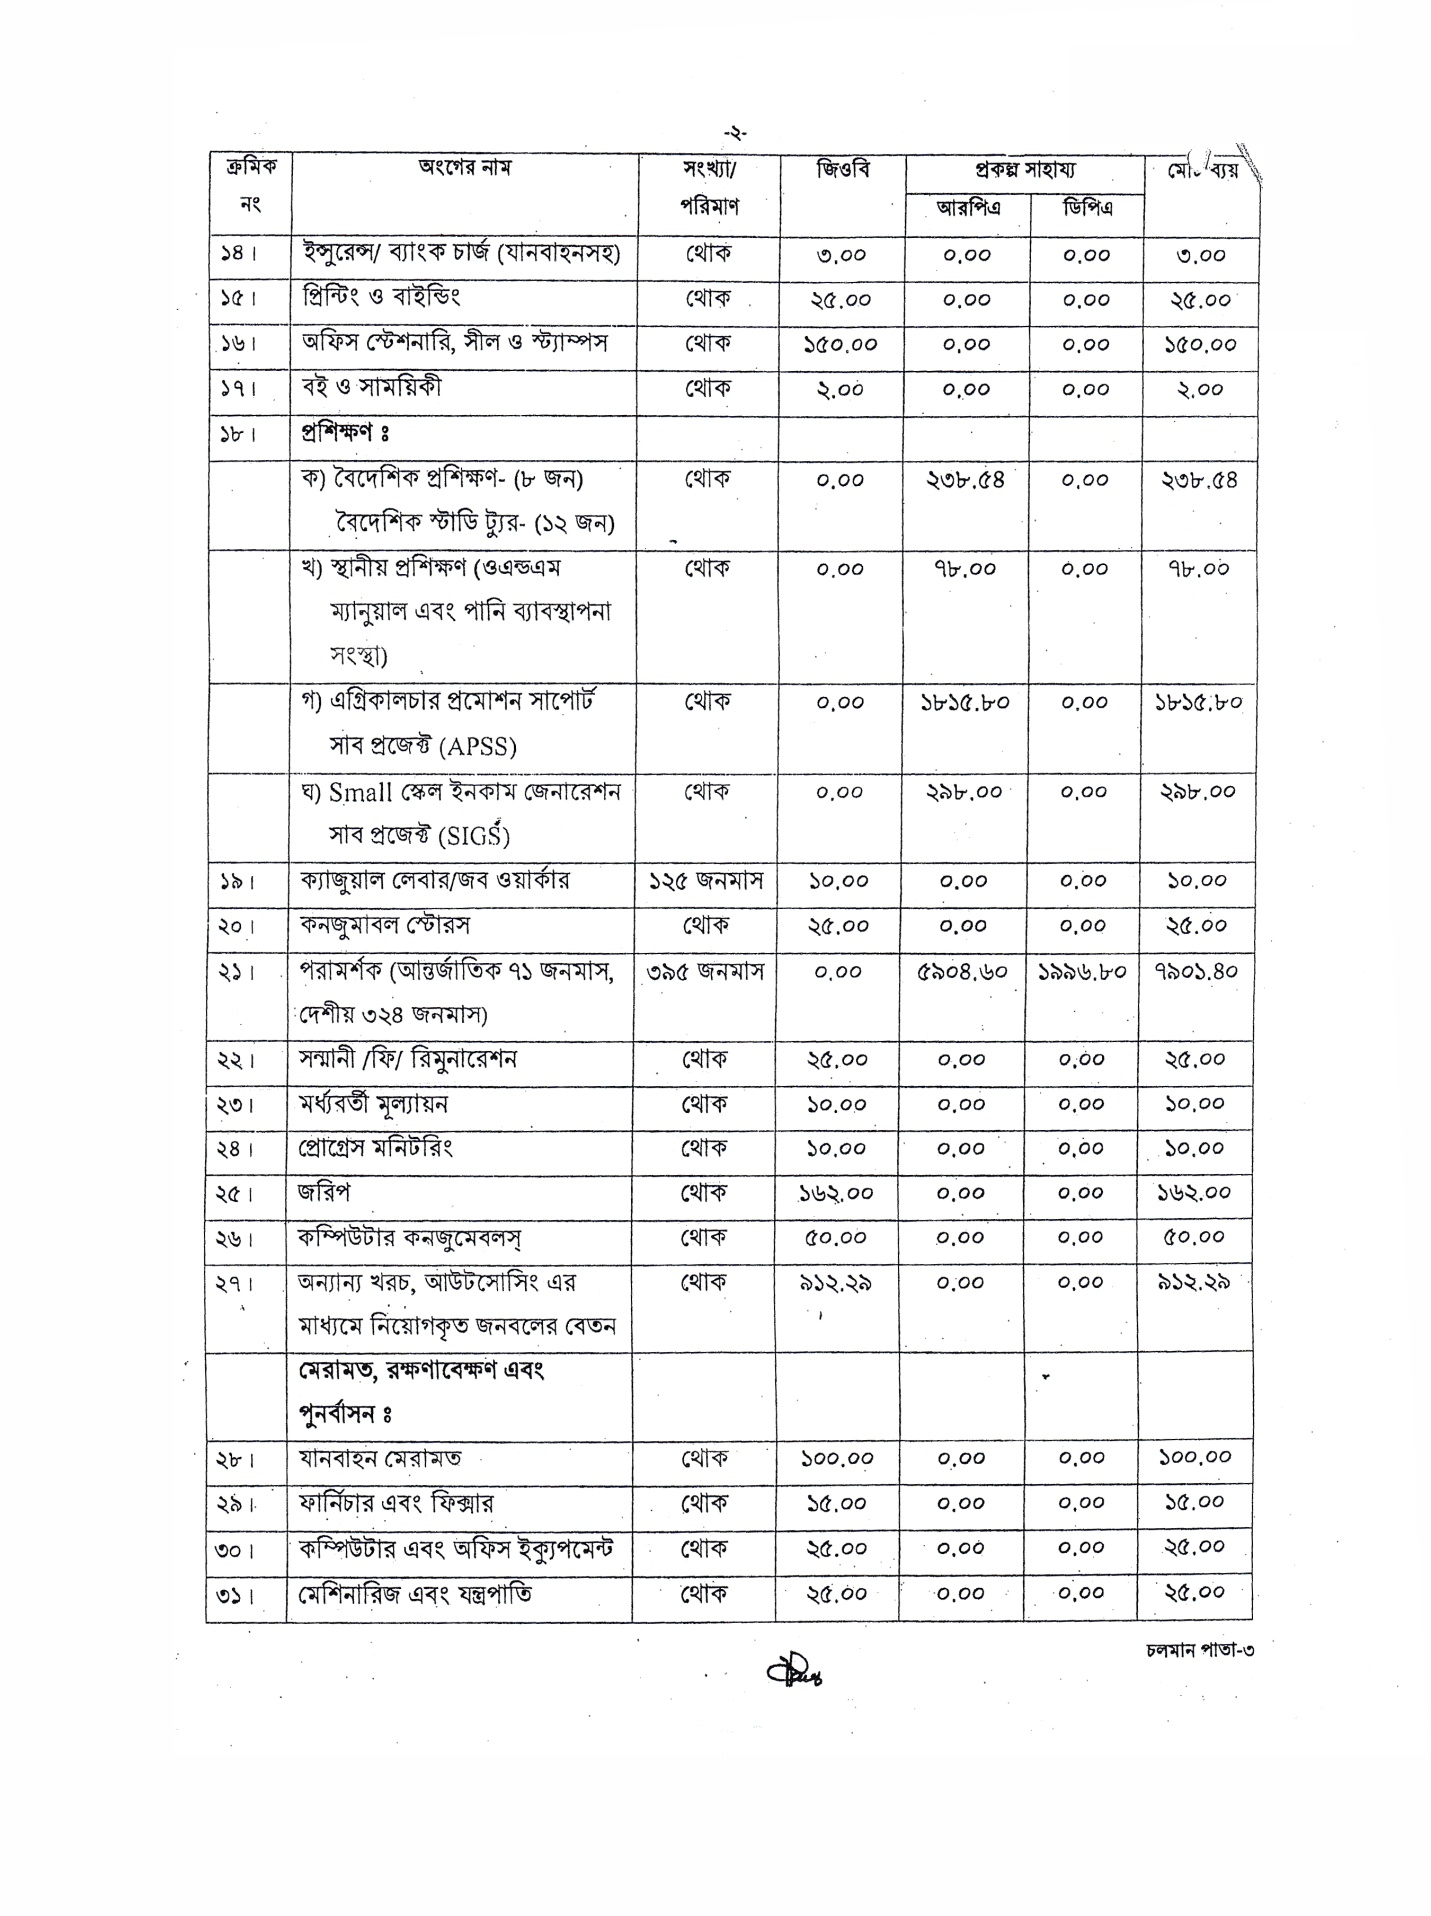 -২-
ক্রমিক নং অংগের নাম সংখ্যা/ পরিমাণ জিওবি প্রকল্প সাহায্য ব্যয়
আরপিএ ডিপিএ
১৪। ইন্সুরেন্স/ ব্যাংক চার্জ (যানবাহনসহ) থোক ৩.০০ ০.০০ ০.০০ ৩.০০
১৫। প্রিন্টিং ও বাইন্ডিং থোক ২৫.০০ ০.০০ ০.০০ ২৫.০০
১৬। অফিস স্টেশনারি, সীল ও স্ট্যাম্পস থোক ১৫০.০০ ০.০০ ০.০০ ১৫০.০০
১৭। বই ও সাময়িকী থোক ২.০০ ০.০০ ০.০০ ২.০০
১৮। প্রশিক্ষণ ঃ
ক) বৈদেশিক প্রশিক্ষণ- (৮ জন) থোক ০.০০ ২৩৮.৫৪ ০.০০ ২৩৮.৫৪
বৈদেশিক স্টাডি ট্যুর- (১২ জন)
খ) স্থানীয় প্রশিক্ষণ (ওএন্ডএম থোক ০.০০ ৭৮.০০ ০.০০ ৭৮.০০
ম্যানুয়াল এবং পানি ব্যাবস্থাপনা
সংস্থা)
গ) এগ্রিকালচার প্রমোশন সাপোর্ট থোক ০.০০ ১৮১৫.৮০ ০.০০ ১৮১৫.৮০
সাব প্রজেক্ট (APSS)
ঘ) Small স্কেল ইনকাম জেনারেশন থোক ০.০০ ২৯৮.০০ ০.০০ ২৯৮.০০
সাব প্রজেক্ট (SIGS)
১৯। ক্যাজুয়াল লেবার/জব ওয়ার্কার ১২৫ জনমাস ১০.০০ ০.০০ ০.০০ ১০.০০
২০। কনজুমাবল স্টোরস থোক ২৫.০০ ০.০০ ০.০০ ২৫.০০
২১। পরামর্শক (আন্তর্জাতিক ৭১ জনমাস, ৩৯৫ জনমাস ০.০০ ৫৯০৪.৬০ ১৯৯৬.৮০ ৭৯০১.৪০
দেশীয় ৩২৪ জনমাস)
২২। সন্মানী /ফি/ রিমুনারেশন থোক ২৫.০০ ০.০০ ০.০০ ২৫.০০
২৩। মর্ধ্যবর্তী মূল্যায়ন থোক ১০.০০ ০.০০ ০.০০ ১০.০০
২৪। প্রোগ্রেস মনিটরিং থোক ১০.০০ ০.০০ ০.০০ ১০.০০
২৫। জরিপ থোক ১৬২.০০ ০.০০ ০.০০ ১৬২.০০
২৬। কম্পিউটার কনজুমেবলস্ থোক ৫০.০০ ০.০০ ০.০০ ৫০.০০
২৭। অন্যান্য খরচ, আউটসোসিং এর থোক ৯১২.২৯ ০.০০ ০.০০ ৯১২.২৯
মাধ্যমে নিয়োগকৃত জনবলের বেতন
মেরামত, রক্ষণাবেক্ষণ এবং
পুনর্বাসন ঃ
২৮। যানবাহন মেরামত থোক ১০০.০০ ০.০০ ০.০০ ১০০.০০
২৯। ফার্নিচার এবং ফিক্সার থোক ১৫.০০ ০.০০ ০.০০ ১৫.০০
৩০। কম্পিউটার এবং অফিস ইক্যুপমেন্ট থোক ২৫.০০ ০.০০ ০.০০ ২৫.০০
৩১। মেশিনারিজ এবং যন্ত্রপাতি থোক ২৫.০০ ০.০০ ০.০০ ২৫.০০
চলমান পাতা-৩